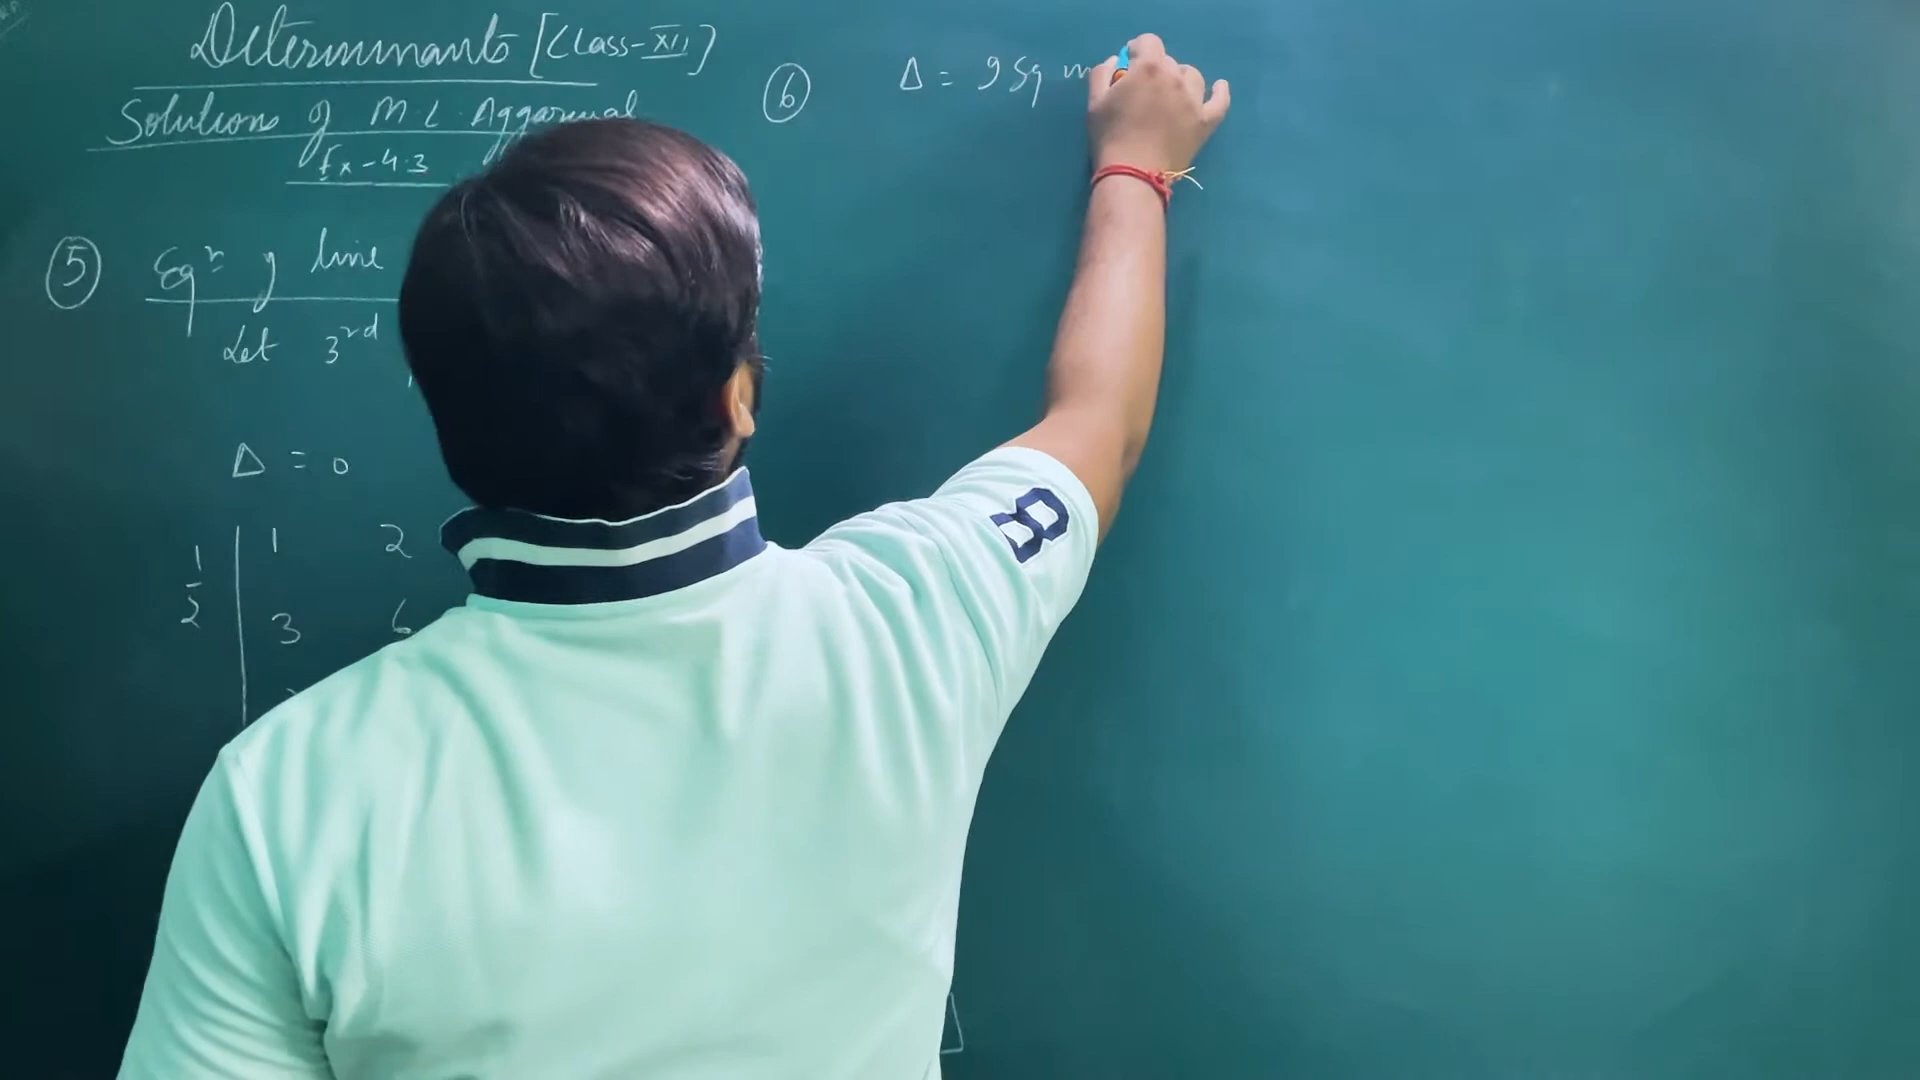 Determinants [Class-XII]
Solutions of M.L. Aggarwal
Ex-4.3
⑤ Eqⁿ of line
Let 3rd
Δ = 0
1/2 | 1 2
3 6
⑥ Δ = 9 Sq
8